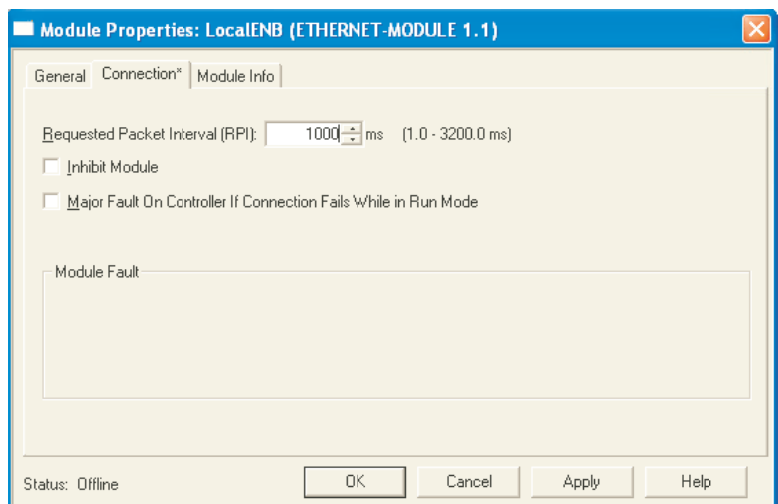 Module Properties: LocalENB (ETHERNET-MODULE 1.1)
General Connection* Module Info
Requested Packet Interval (RPI): 1000 ms (1.0 - 3200.0 ms)
Inhibit Module
Major Fault On Controller If Connection Fails While in Run Mode
Module Fault
Status: Offline OK Cancel Apply Help